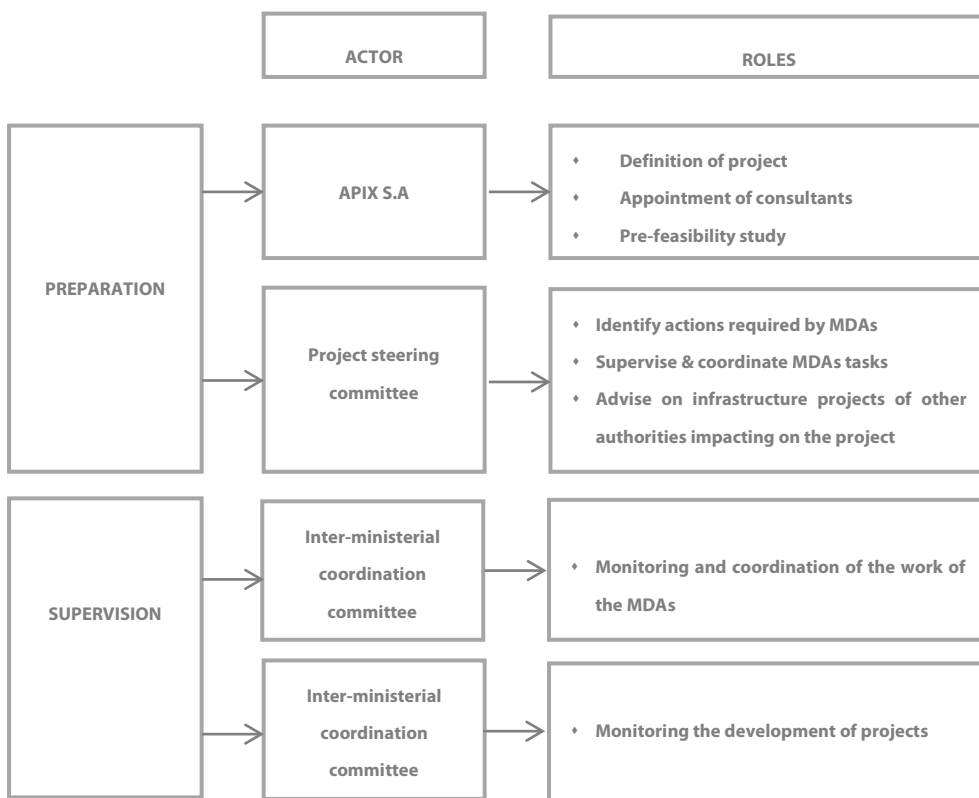 ACTOR
ROLES
PREPARATION
APIX S.A
Definition of project
Appointment of consultants
Pre-feasibility study
Project steering
committee
Identify actions required by MDAs
Supervise & coordinate MDAs tasks
Advise on infrastructure projects of other
authorities impacting on the project
SUPERVISION
Inter-ministerial
coordination
committee
Monitoring and coordination of the work of
the MDAs
Inter-ministerial
coordination
committee
Monitoring the development of projects